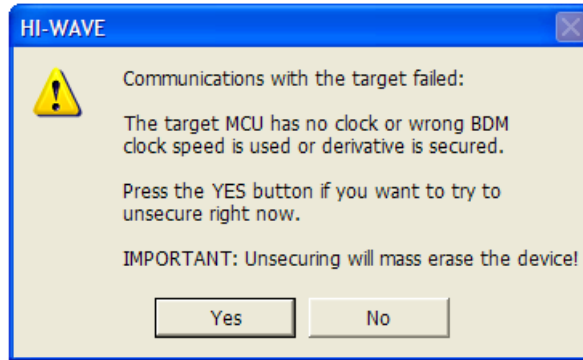 HI-WAVE
Communications with the target failed:
The target MCU has no clock or wrong BDM
clock speed is used or derivative is secured.
Press the YES button if you want to try to
unsecure right now.
IMPORTANT: Unsecuring will mass erase the device!
Yes
No